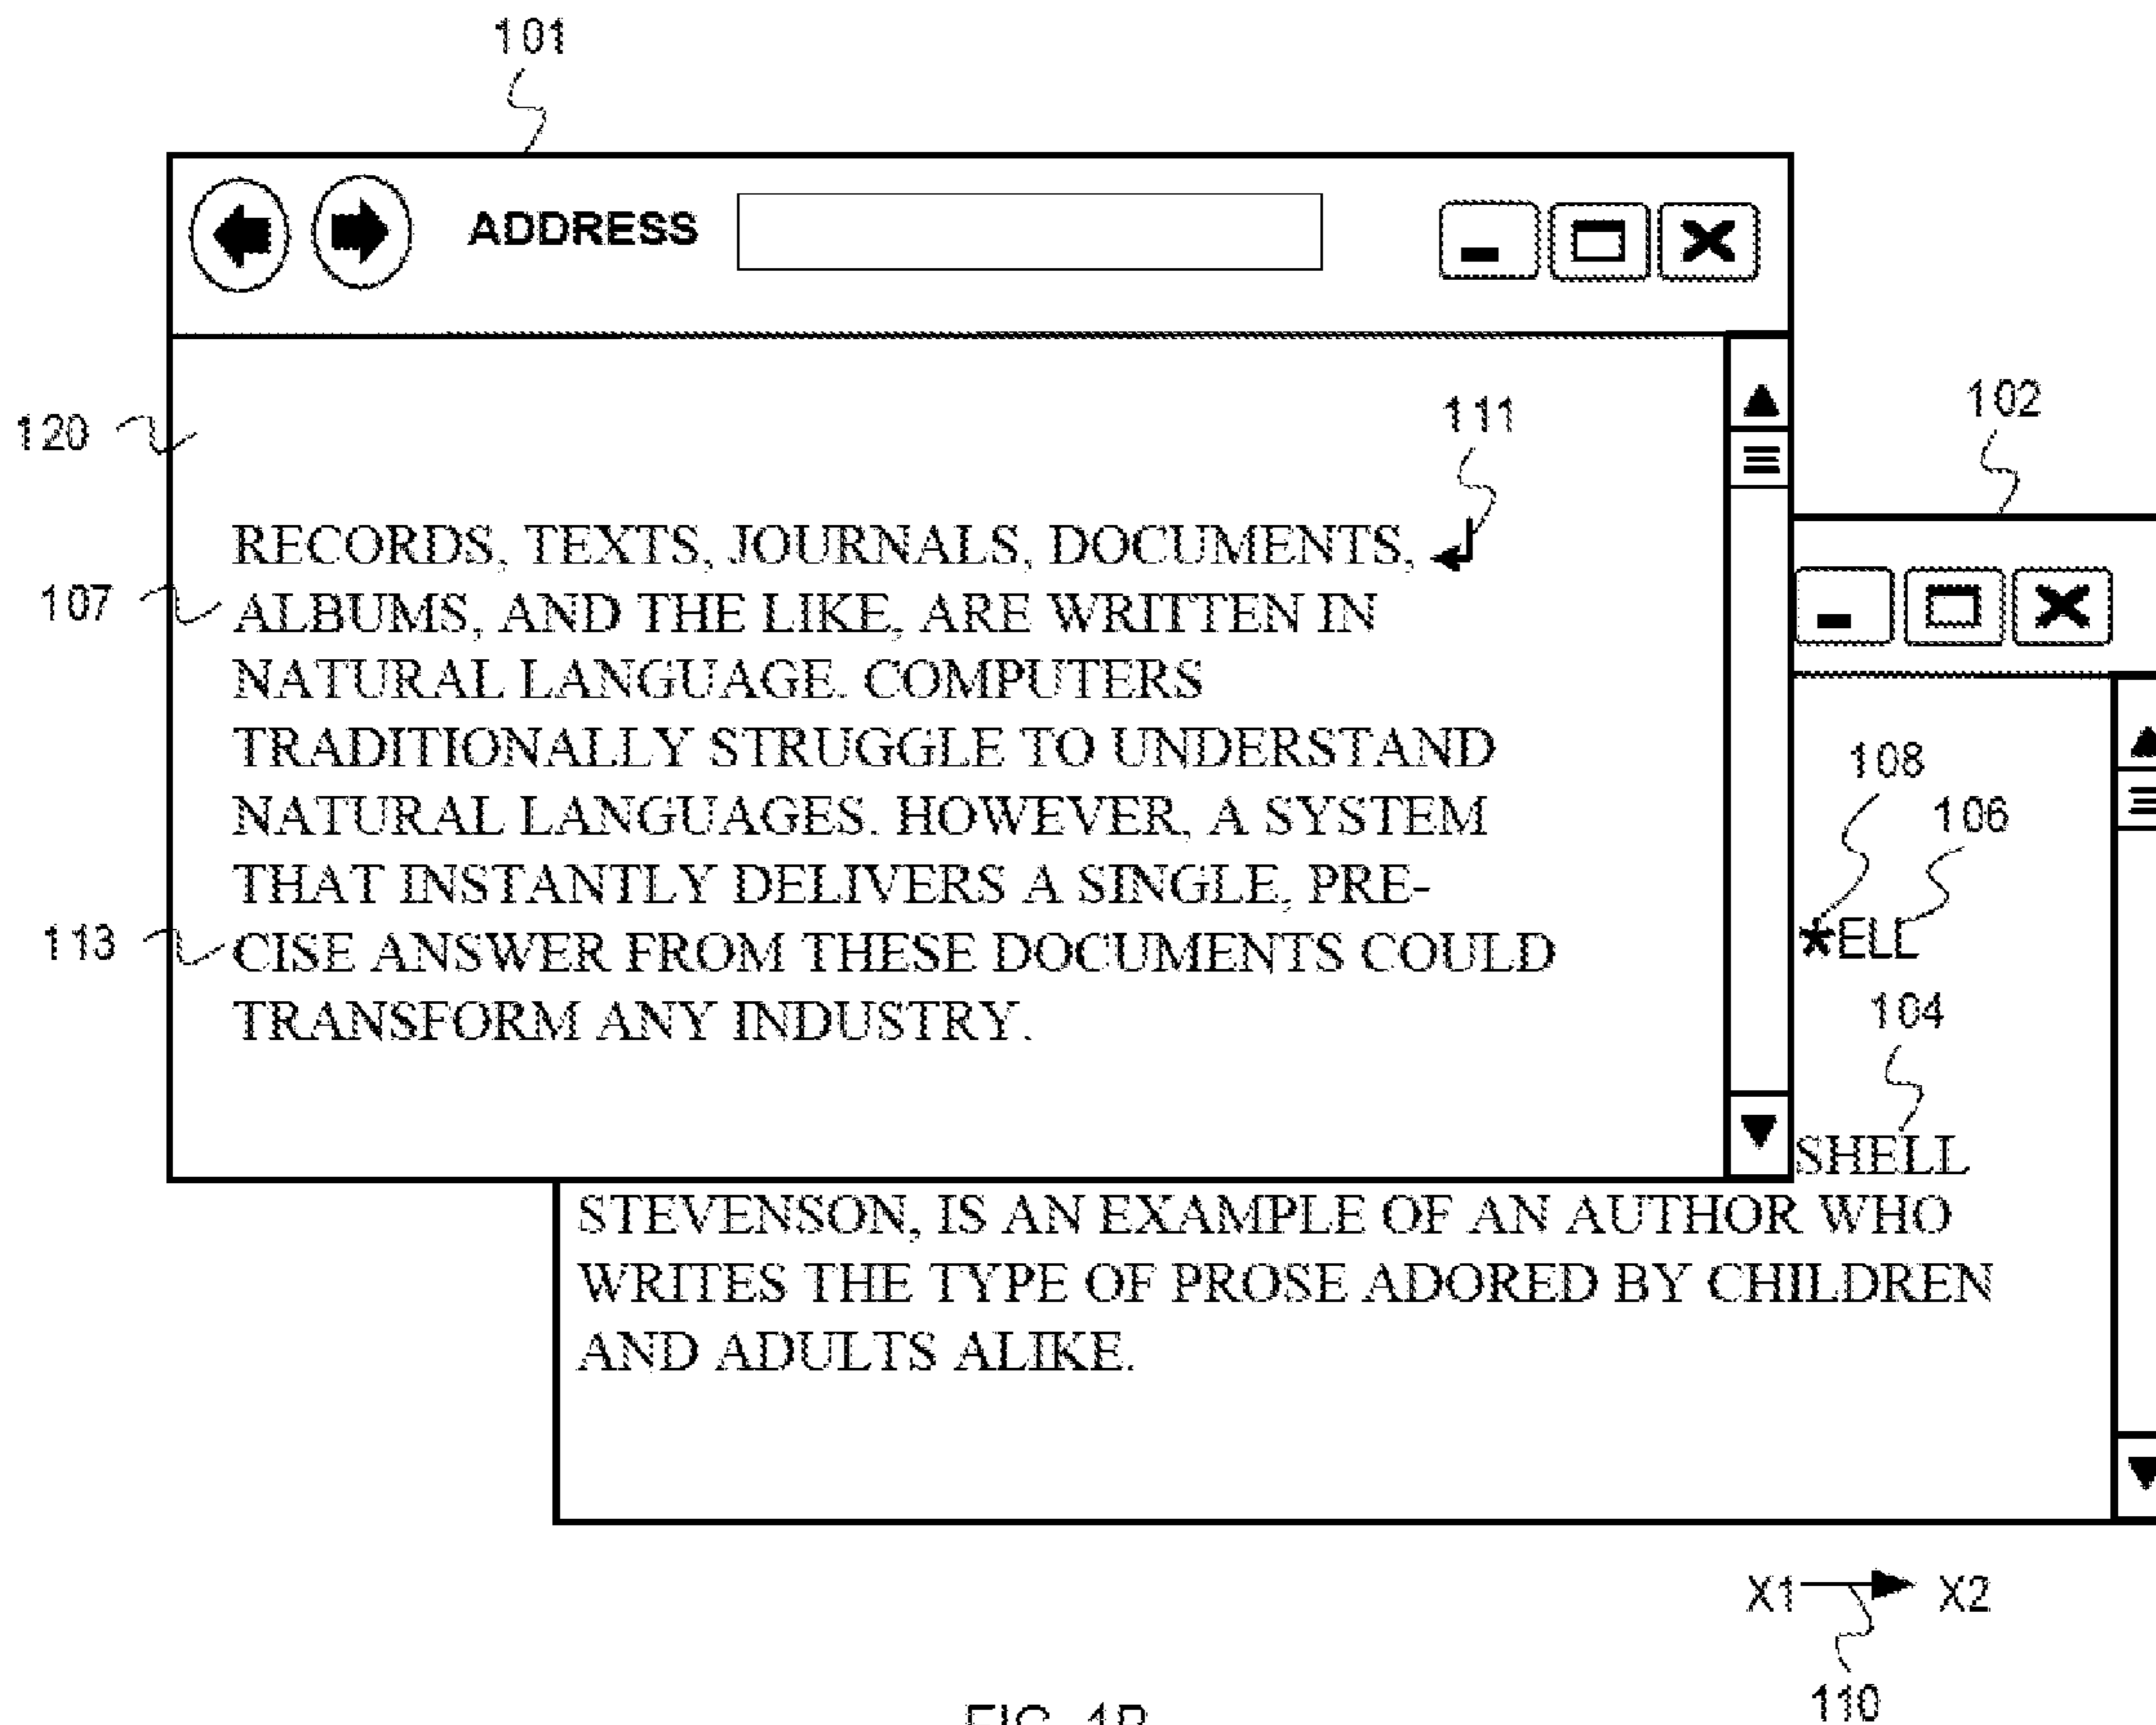 101
ADDRESS
120
111
102
RECORDS, TEXTS, JOURNALS, DOCUMENTS,
107
ALBUMS, AND THE LIKE, ARE WRITTEN IN
NATURAL LANGUAGE. COMPUTERS
TRADITIONALLY STRUGGLE TO UNDERSTAND
NATURAL LANGUAGES. HOWEVER, A SYSTEM
THAT INSTANTLY DELIVERS A SINGLE, PRE-
113
CISE ANSWER FROM THESE DOCUMENTS COULD
TRANSFORM ANY INDUSTRY.
108
106
*ELL
104
SHELL
STEVENSON, IS AN EXAMPLE OF AN AUTHOR WHO
WRITES THE TYPE OF PROSE ADORED BY CHILDREN
AND ADULTS ALIKE.
X1 X2
110